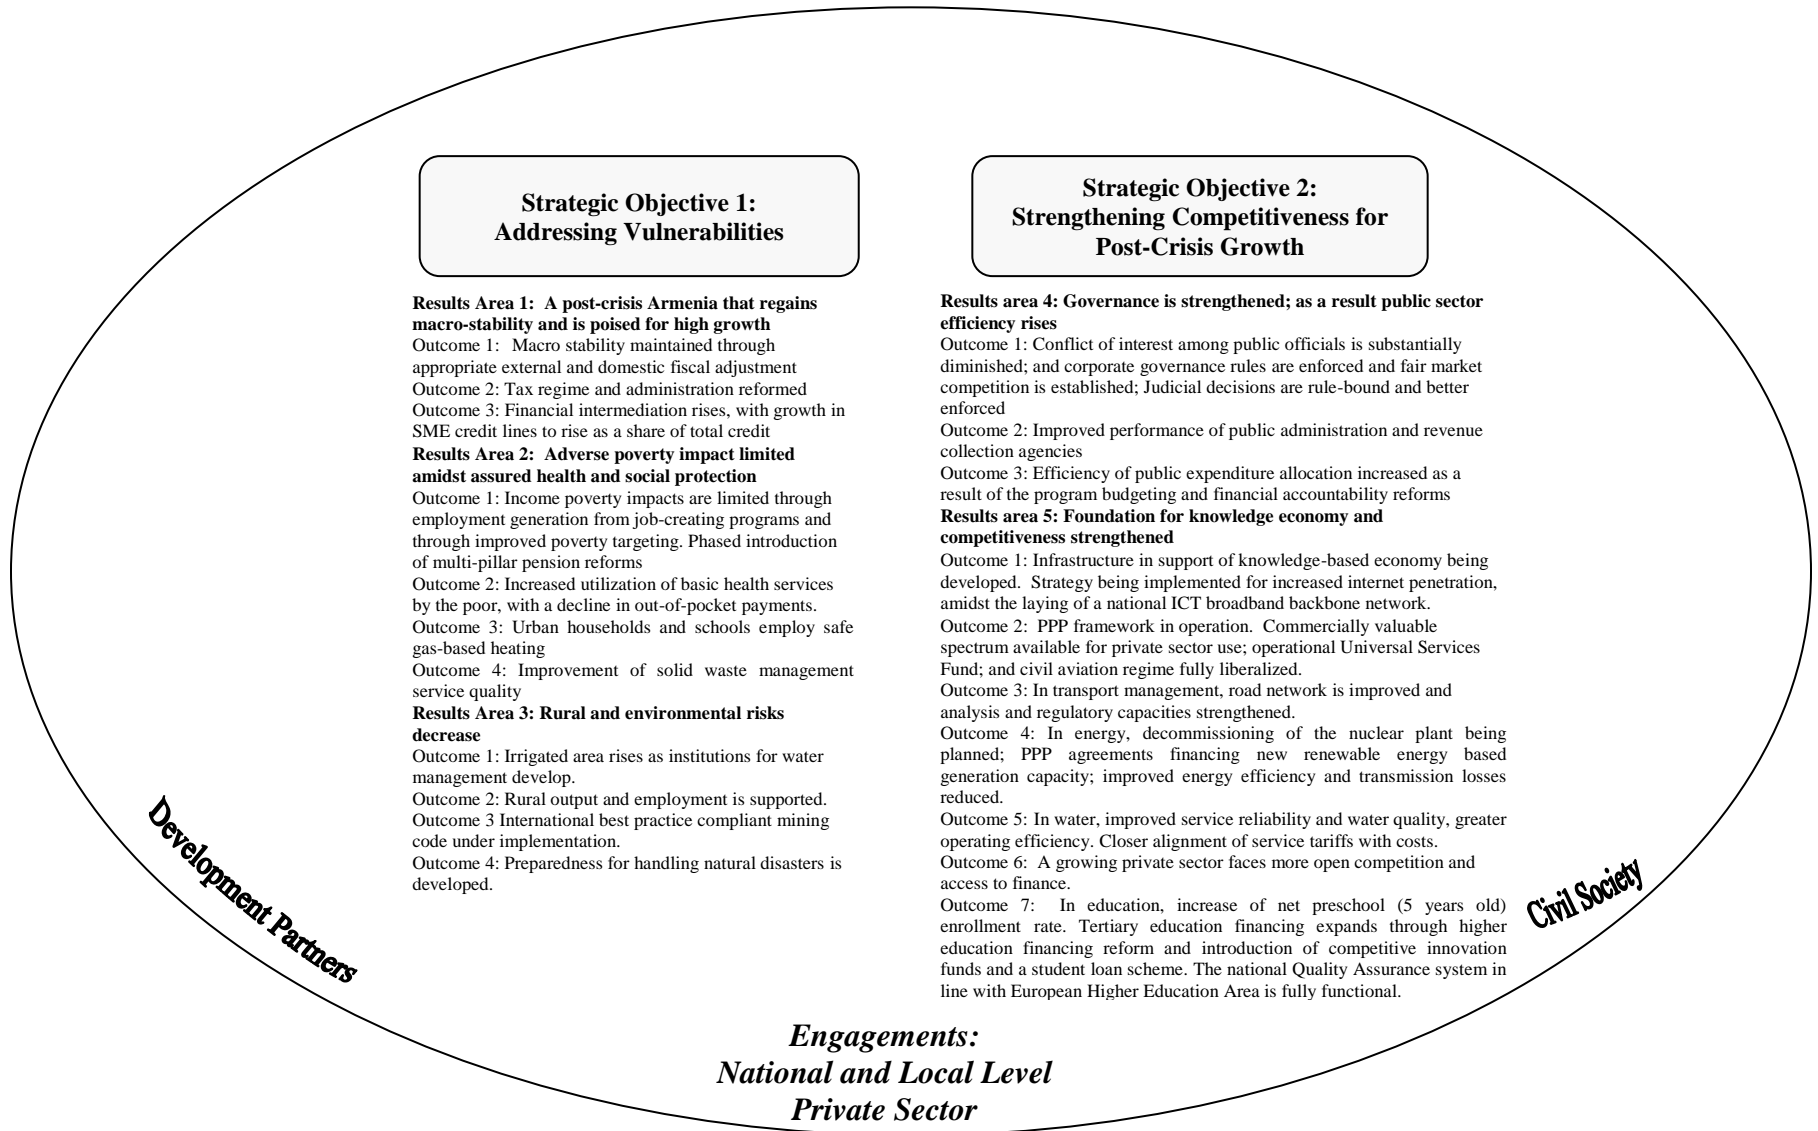 Strategic Objective 1:
Addressing Vulnerabilities
Results Area 1:  A post-crisis Armenia that regains
macro-stability and is poised for high growth
Outcome 1:  Macro stability maintained through
appropriate external and domestic fiscal adjustment
Outcome 2: Tax regime and administration reformed
Outcome 3: Financial intermediation rises, with growth in
SME credit lines to rise as a share of total credit
Results Area 2:  Adverse poverty impact limited
amidst assured health and social protection
Outcome 1: Income poverty impacts are limited through
employment generation from job-creating programs and
through improved poverty targeting. Phased introduction
of multi-pillar pension reforms
Outcome 2: Increased utilization of basic health services
by the poor, with a decline in out-of-pocket payments.
Outcome 3: Urban households and schools employ safe
gas-based heating
Outcome 4: Improvement of solid waste management
service quality
Results Area 3: Rural and environmental risks
decrease
Outcome 1: Irrigated area rises as institutions for water
management develop.
Outcome 2: Rural output and employment is supported.
Outcome 3 International best practice compliant mining
code under implementation.
Outcome 4: Preparedness for handling natural disasters is
developed.
Strategic Objective 2:
Strengthening Competitiveness for
Post-Crisis Growth
Results area 4: Governance is strengthened; as a result public sector
efficiency rises
Outcome 1: Conflict of interest among public officials is substantially
diminished; and corporate governance rules are enforced and fair market
competition is established; Judicial decisions are rule-bound and better
enforced
Outcome 2: Improved performance of public administration and revenue
collection agencies
Outcome 3: Efficiency of public expenditure allocation increased as a
result of the program budgeting and financial accountability reforms
Results area 5: Foundation for knowledge economy and
competitiveness strengthened
Outcome 1: Infrastructure in support of knowledge-based economy being
developed.  Strategy being implemented for increased internet penetration,
amidst the laying of a national ICT broadband backbone network.
Outcome 2:  PPP framework in operation.  Commercially valuable
spectrum available for private sector use; operational Universal Services
Fund; and civil aviation regime fully liberalized.
Outcome 3: In transport management, road network is improved and
analysis and regulatory capacities strengthened.
Outcome 4: In energy, decommissioning of the nuclear plant being
planned; PPP agreements financing new renewable energy based
generation capacity; improved energy efficiency and transmission losses
reduced.
Outcome 5: In water, improved service reliability and water quality, greater
operating efficiency. Closer alignment of service tariffs with costs.
Outcome 6:  A growing private sector faces more open competition and
access to finance.
Outcome 7:  In education, increase of net preschool (5 years old)
enrollment rate. Tertiary education financing expands through higher
education financing reform and introduction of competitive innovation
funds and a student loan scheme. The national Quality Assurance system in
line with European Higher Education Area is fully functional.
Development Partners
Civil Society
Engagements:
National and Local Level
Private Sector